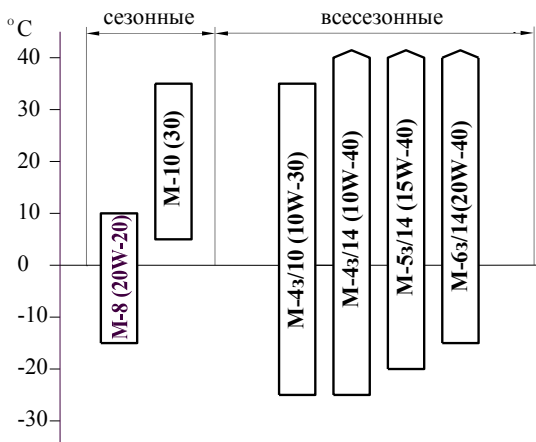 °C
сезонные
всесезонные
40
30
20
10
0
-10
-20
-30
М-8 (20W-20)
М-10 (30)
М-4з/10 (10W-30)
М-4з/14 (10W-40)
М-5з/14 (15W-40)
М-6з/14(20W-40)